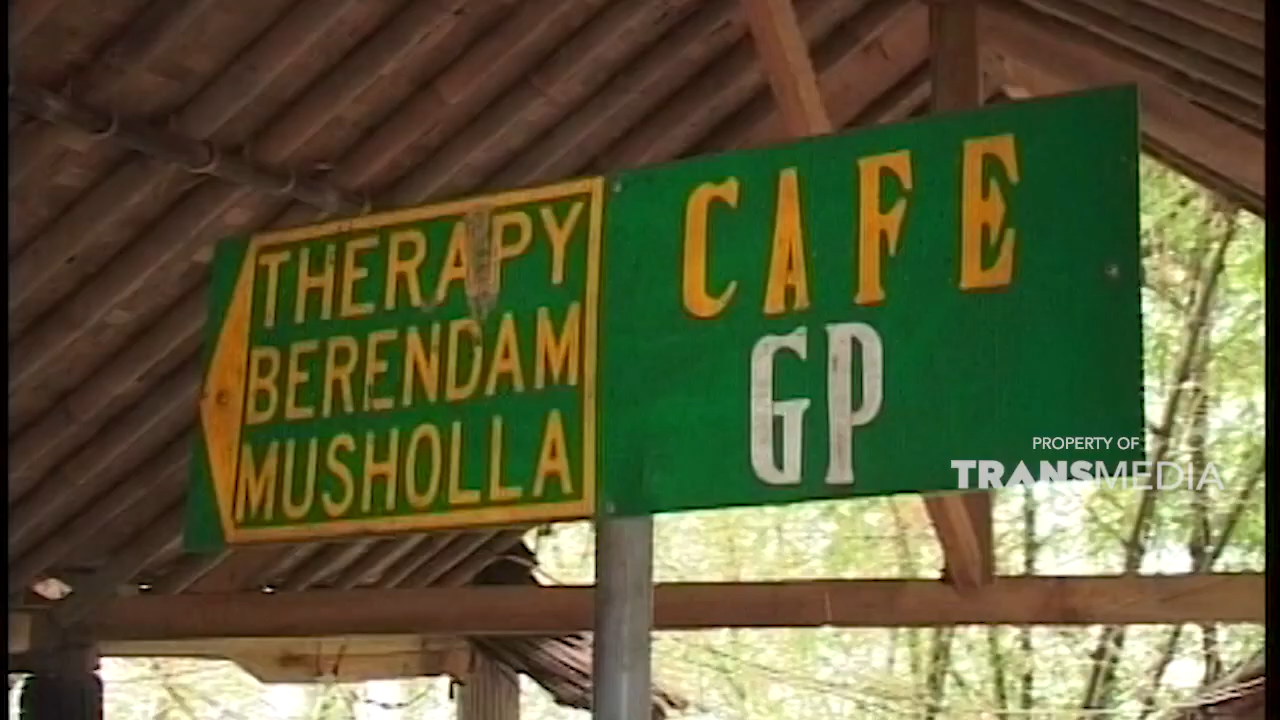 THERAPY
BERENDAM
MUSHOLLA
CAFE
GP
PROPERTY OF
TRANSMEDIA